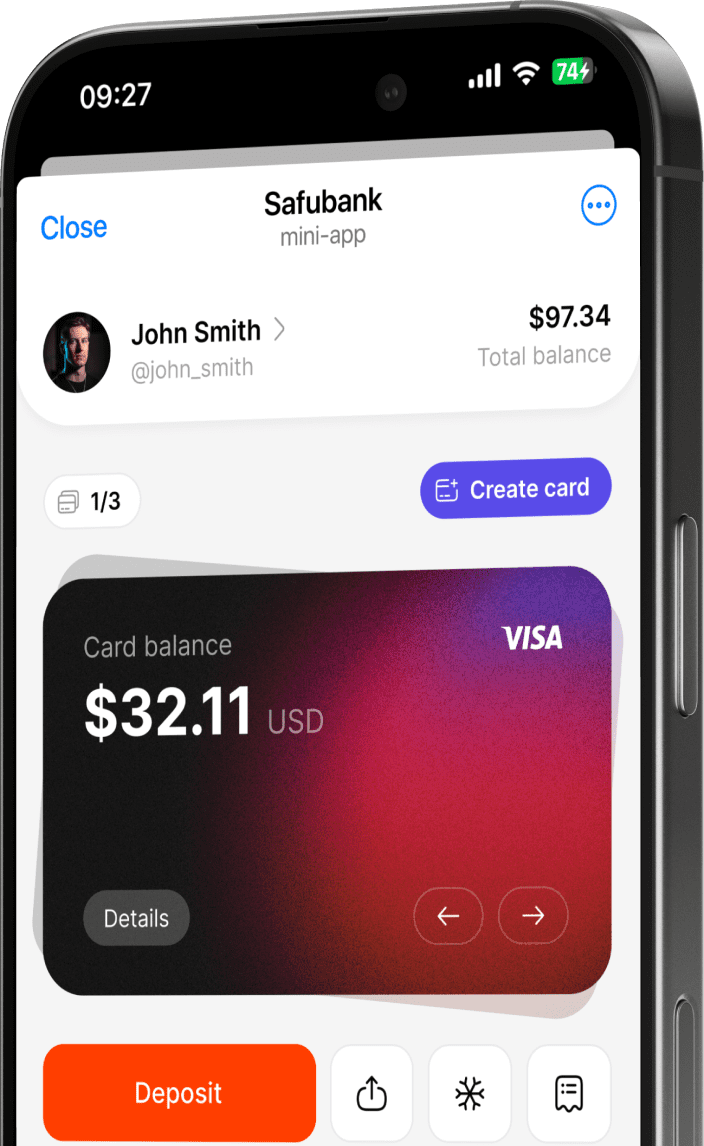 09:27
74
Close
Safubank
mini-app
John Smith
@john_smith
$97.34
Total balance
1/3
Create card
Card balance
VISA
$32.11 USD
Details
Deposit